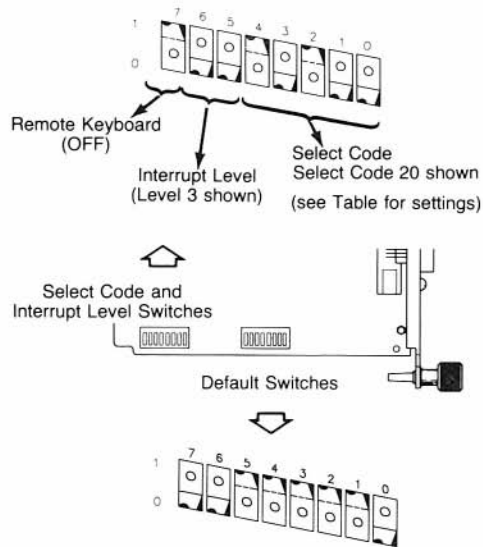 7 6 5 4 3 2 1 0
1
0
Remote Keyboard
(OFF)
Interrupt Level
(Level 3 shown)
Select Code
Select Code 20 shown
(see Table for settings)
Select Code and
Interrupt Level Switches
Default Switches
7 6 5 4 3 2 1 0
1
0